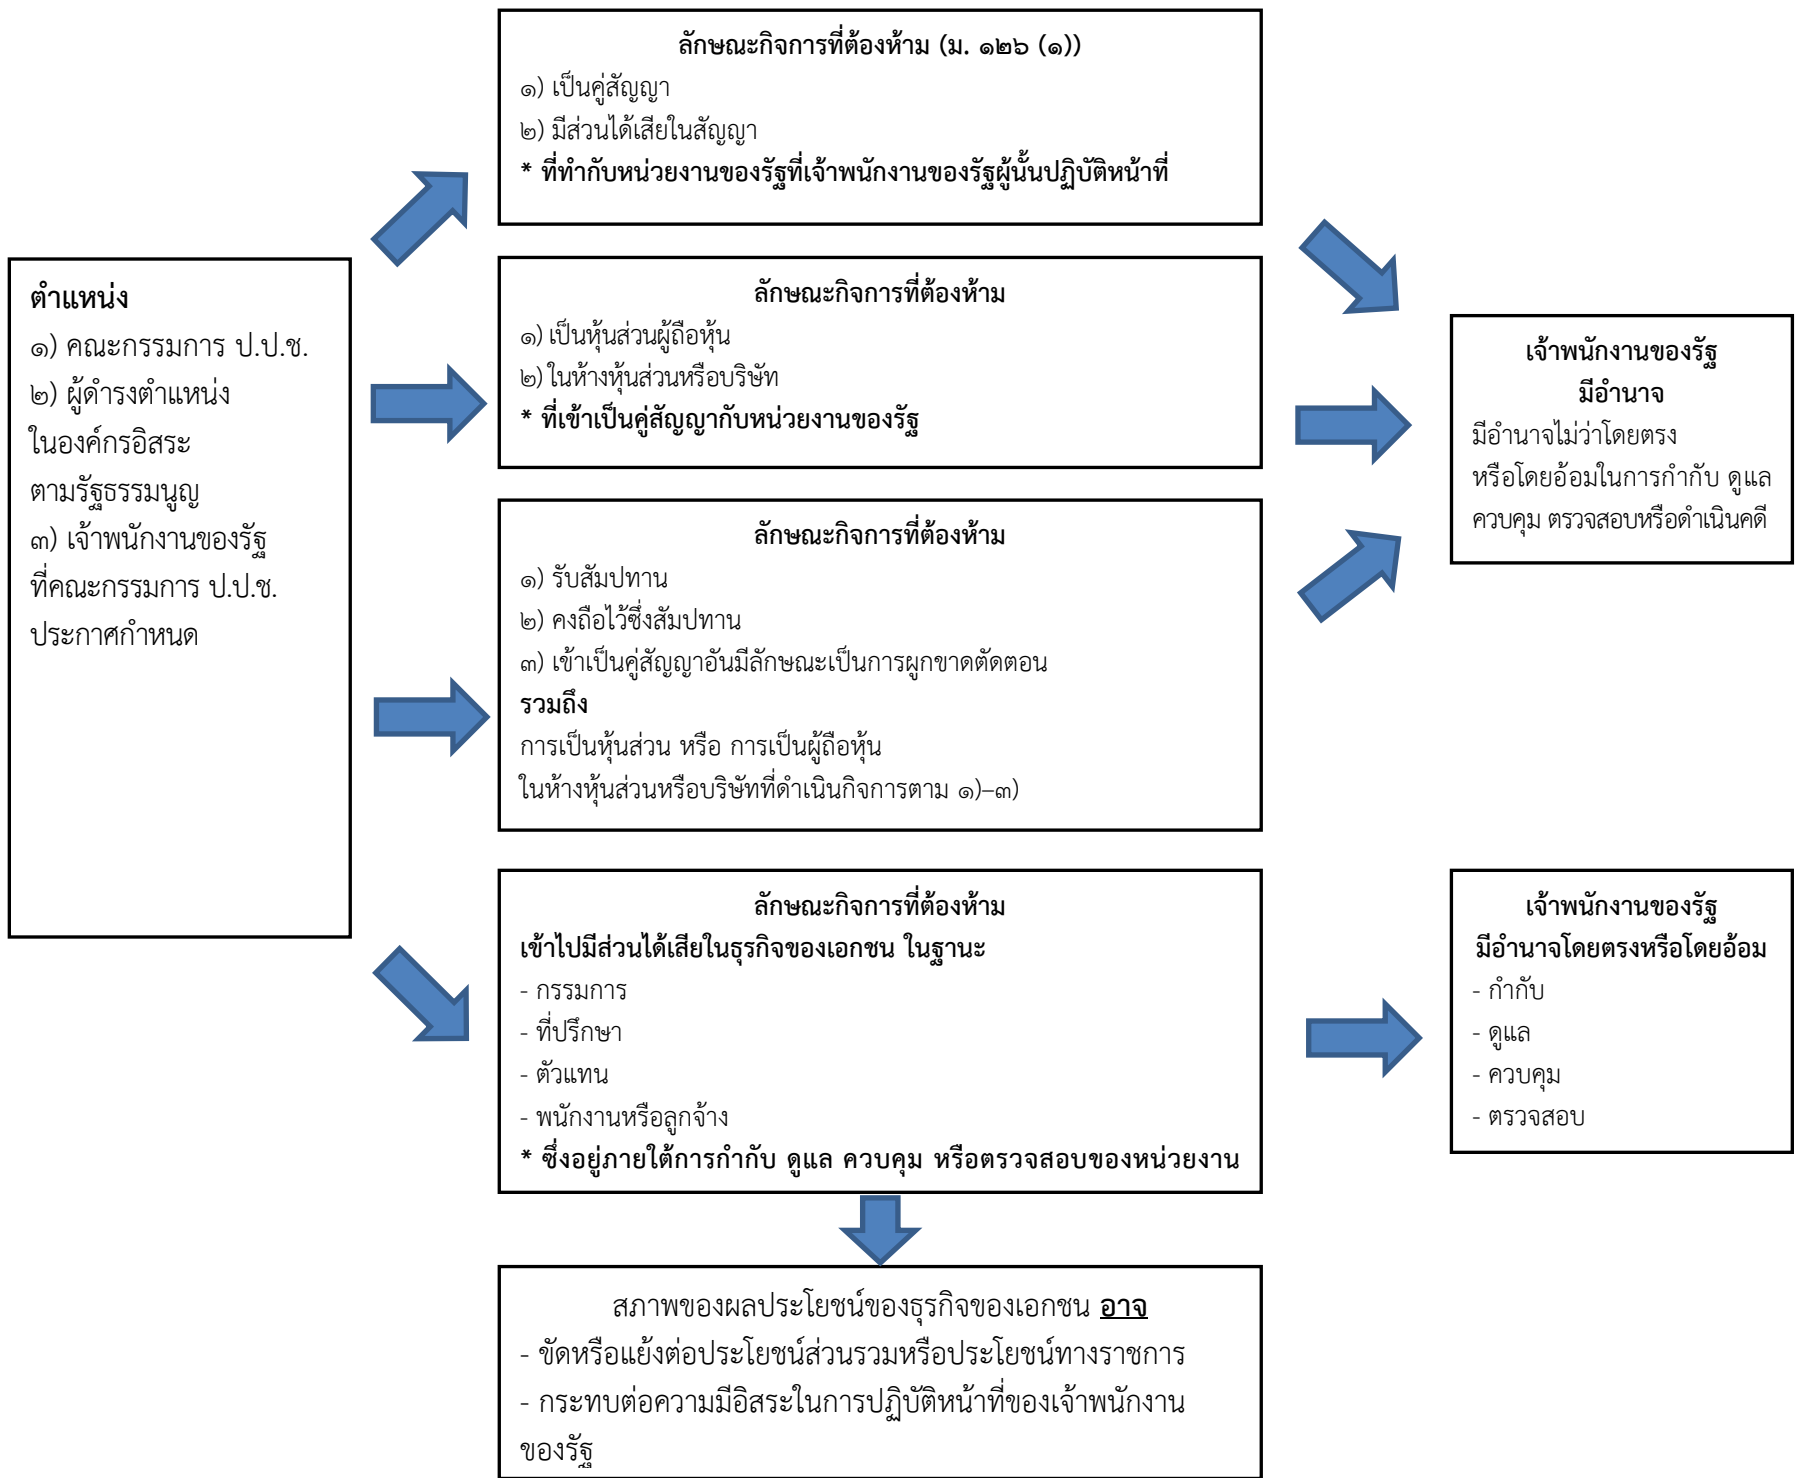 ตำแหน่ง
๑) คณะกรรมการ ป.ป.ช.
๒) ผู้ดำรงตำแหน่ง
ในองค์กรอิสระ
ตามรัฐธรรมนูญ
๓) เจ้าพนักงานของรัฐ
ที่คณะกรรมการ ป.ป.ช.
ประกาศกำหนด
ลักษณะกิจการที่ต้องห้าม (ม. ๑๒๖ (๑))
๑) เป็นคู่สัญญา
๒) มีส่วนได้เสียในสัญญา
* ที่ทำกับหน่วยงานของรัฐที่เจ้าพนักงานของรัฐผู้นั้นปฏิบัติหน้าที่
ลักษณะกิจการที่ต้องห้าม
๑) เป็นหุ้นส่วนผู้ถือหุ้น
๒) ในห้างหุ้นส่วนหรือบริษัท
* ที่เข้าเป็นคู่สัญญากับหน่วยงานของรัฐ
ลักษณะกิจการที่ต้องห้าม
๑) รับสัมปทาน
๒) คงถือไว้ซึ่งสัมปทาน
๓) เข้าเป็นคู่สัญญาอันมีลักษณะเป็นการผูกขาดตัดตอน
รวมถึง
การเป็นหุ้นส่วน หรือ การเป็นผู้ถือหุ้น
ในห้างหุ้นส่วนหรือบริษัทที่ดำเนินกิจการตาม ๑)–๓)
เจ้าพนักงานของรัฐ
มีอำนาจ
มีอำนาจไม่ว่าโดยตรง
หรือโดยอ้อมในการกำกับ ดูแล
ควบคุม ตรวจสอบหรือดำเนินคดี
ลักษณะกิจการที่ต้องห้าม
เข้าไปมีส่วนได้เสียในธุรกิจของเอกชน ในฐานะ
- กรรมการ
- ที่ปรึกษา
- ตัวแทน
- พนักงานหรือลูกจ้าง
* ซึ่งอยู่ภายใต้การกำกับ ดูแล ควบคุม หรือตรวจสอบของหน่วยงาน
เจ้าพนักงานของรัฐ
มีอำนาจโดยตรงหรือโดยอ้อม
- กำกับ
- ดูแล
- ควบคุม
- ตรวจสอบ
สภาพของผลประโยชน์ของธุรกิจของเอกชน อาจ
- ขัดหรือแย้งต่อประโยชน์ส่วนรวมหรือประโยชน์ทางราชการ
- กระทบต่อความมีอิสระในการปฏิบัติหน้าที่ของเจ้าพนักงาน
ของรัฐ